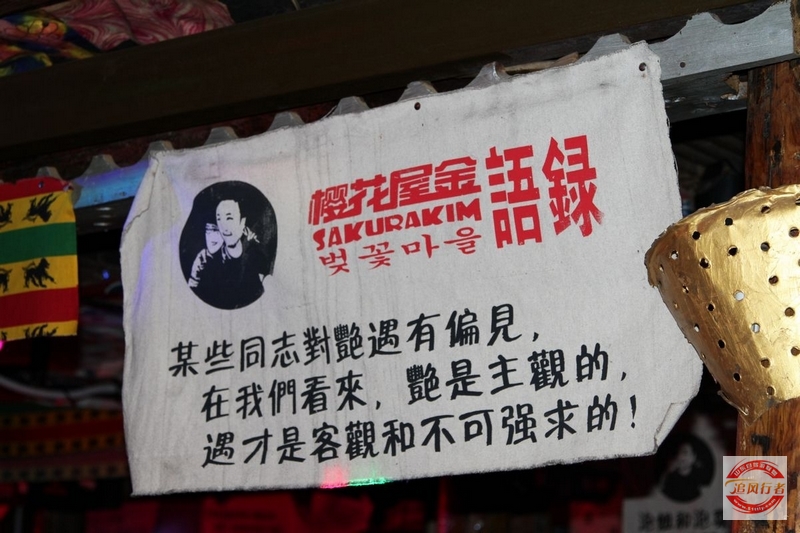 樱花屋金語録
SAKURAKIM
벚꽃마을
某些同志對艷遇有偏見,
在我們看來,艷是主觀的,
遇才是客觀和不可强求的!
追风行者